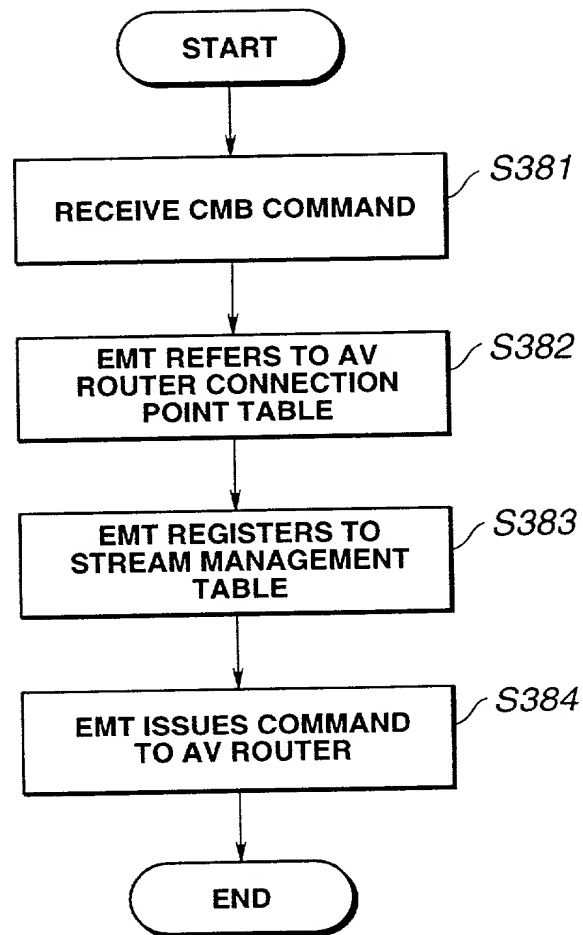 START
RECEIVE CMB COMMAND
S381
EMT REFERS TO AV
ROUTER CONNECTION
POINT TABLE
S382
EMT REGISTERS TO
STREAM MANAGEMENT
TABLE
S383
EMT ISSUES COMMAND
TO AV ROUTER
S384
END